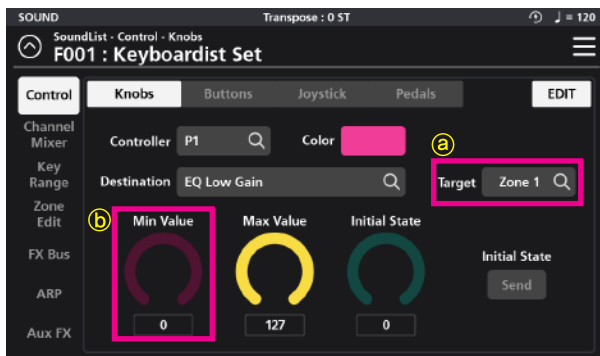 SOUND Transpose : 0 ST ♩ = 120
SoundList - Control - Knobs
F001 : Keyboardist Set
Control Knobs Buttons Joystick Pedals EDIT
Channel
Mixer
Controller P1 Color ⓐ
Key
Range
Destination EQ Low Gain Target Zone 1
Zone
Edit
ⓑ Min Value Max Value Initial State
FX Bus
Initial State
Send
ARP
0 127 0
Aux FX